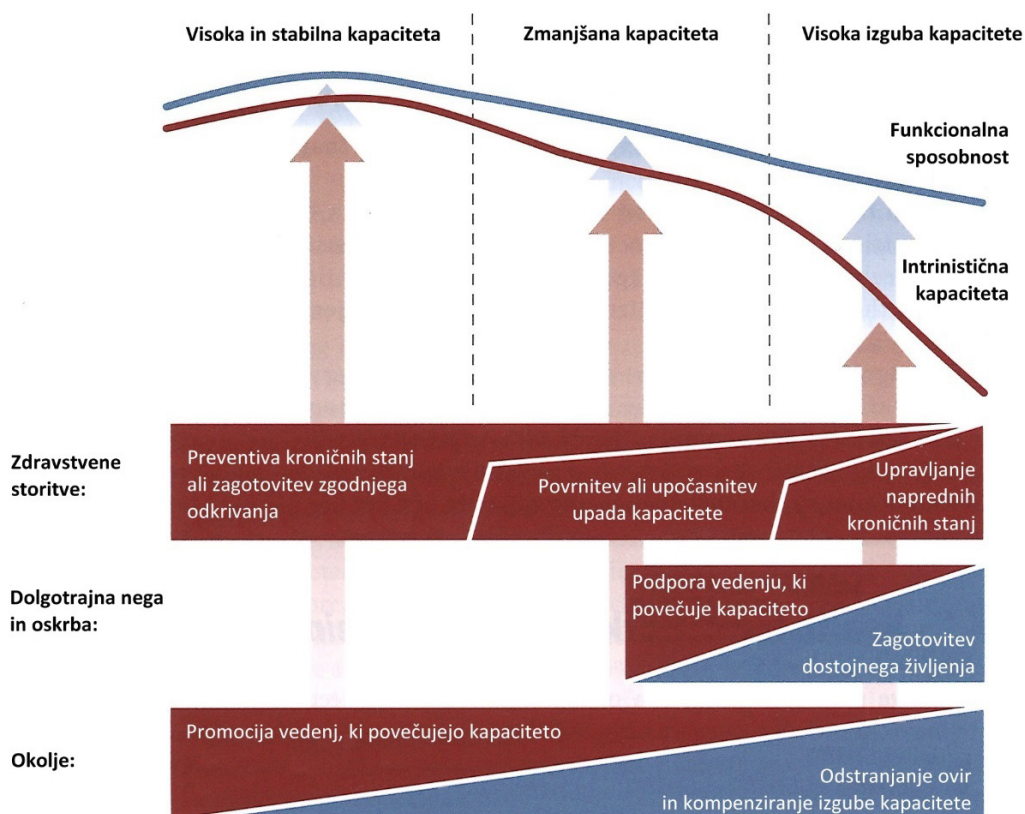 Visoka in stabilna kapaciteta
Zmanjšana kapaciteta
Visoka izguba kapacitete
Funkcionalna
sposobnost
Intrinistična
kapaciteta
Zdravstvene
storitve:
Preventiva kroničnih stanj
ali zagotovitev zgodnjega
odkrivanja
Povrnitev ali upočasnitev
upada kapacitete
Upravljanje
naprednih
kroničnih stanj
Dolgotrajna nega
in oskrba:
Podpora vedenju, ki
povečuje kapaciteto
Zagotovitev
dostojnega življenja
Okolje:
Promocija vedenj, ki povečujejo kapaciteto
Odstranjanje ovir
in kompenziranje izgube kapacitete